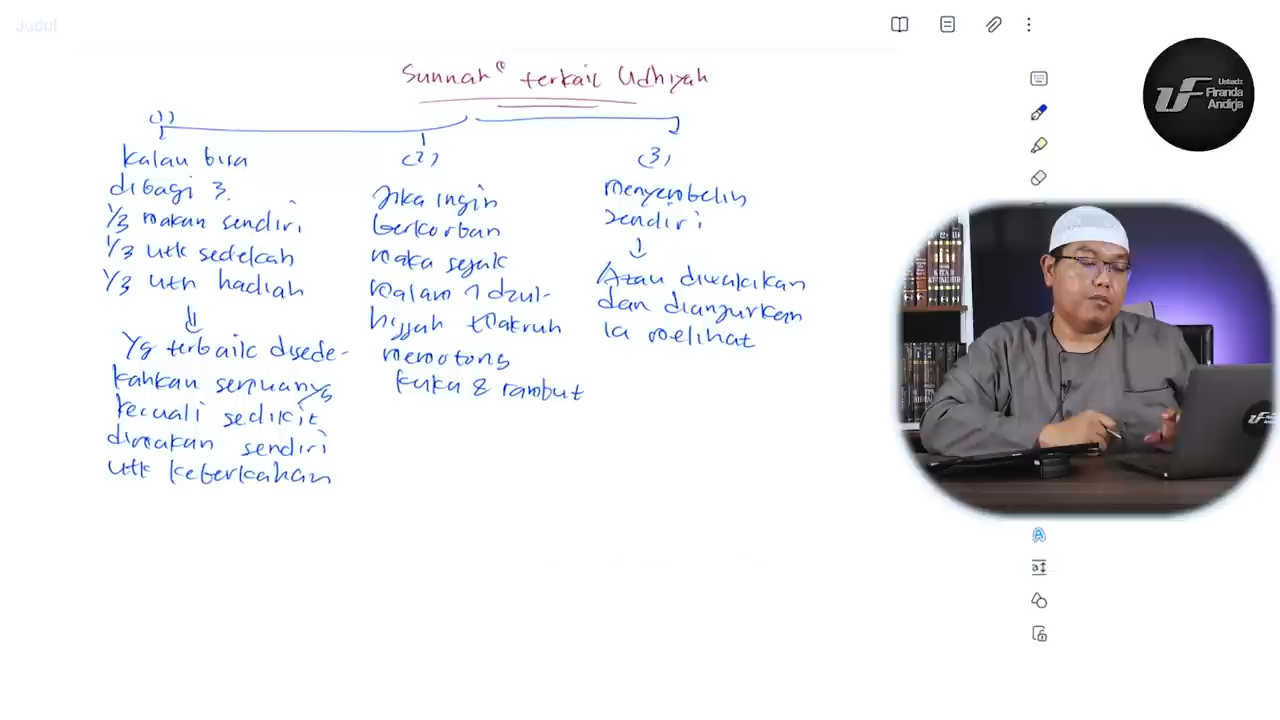 Judul
Sunnah² terkait Udhiyah
(1)
Kalau bisa
dibagi 3.
1/3 makan sendiri
1/3 utk sedekah
1/3 utk hadiah
Yg terbaik disede-
kahkan semuanya
kecuali sedikit
dimakan sendiri
utk keberkahan
(2)
Jika ingin
berkorban
maka sejak
malam 1 dzul-
hijjah makruh
memotong
kuku & rambut
(3)
menyembelih
sendiri
Atau diwakikan
dan dianjurkan
ia melihat
Ustadz
Firanda
Andirja